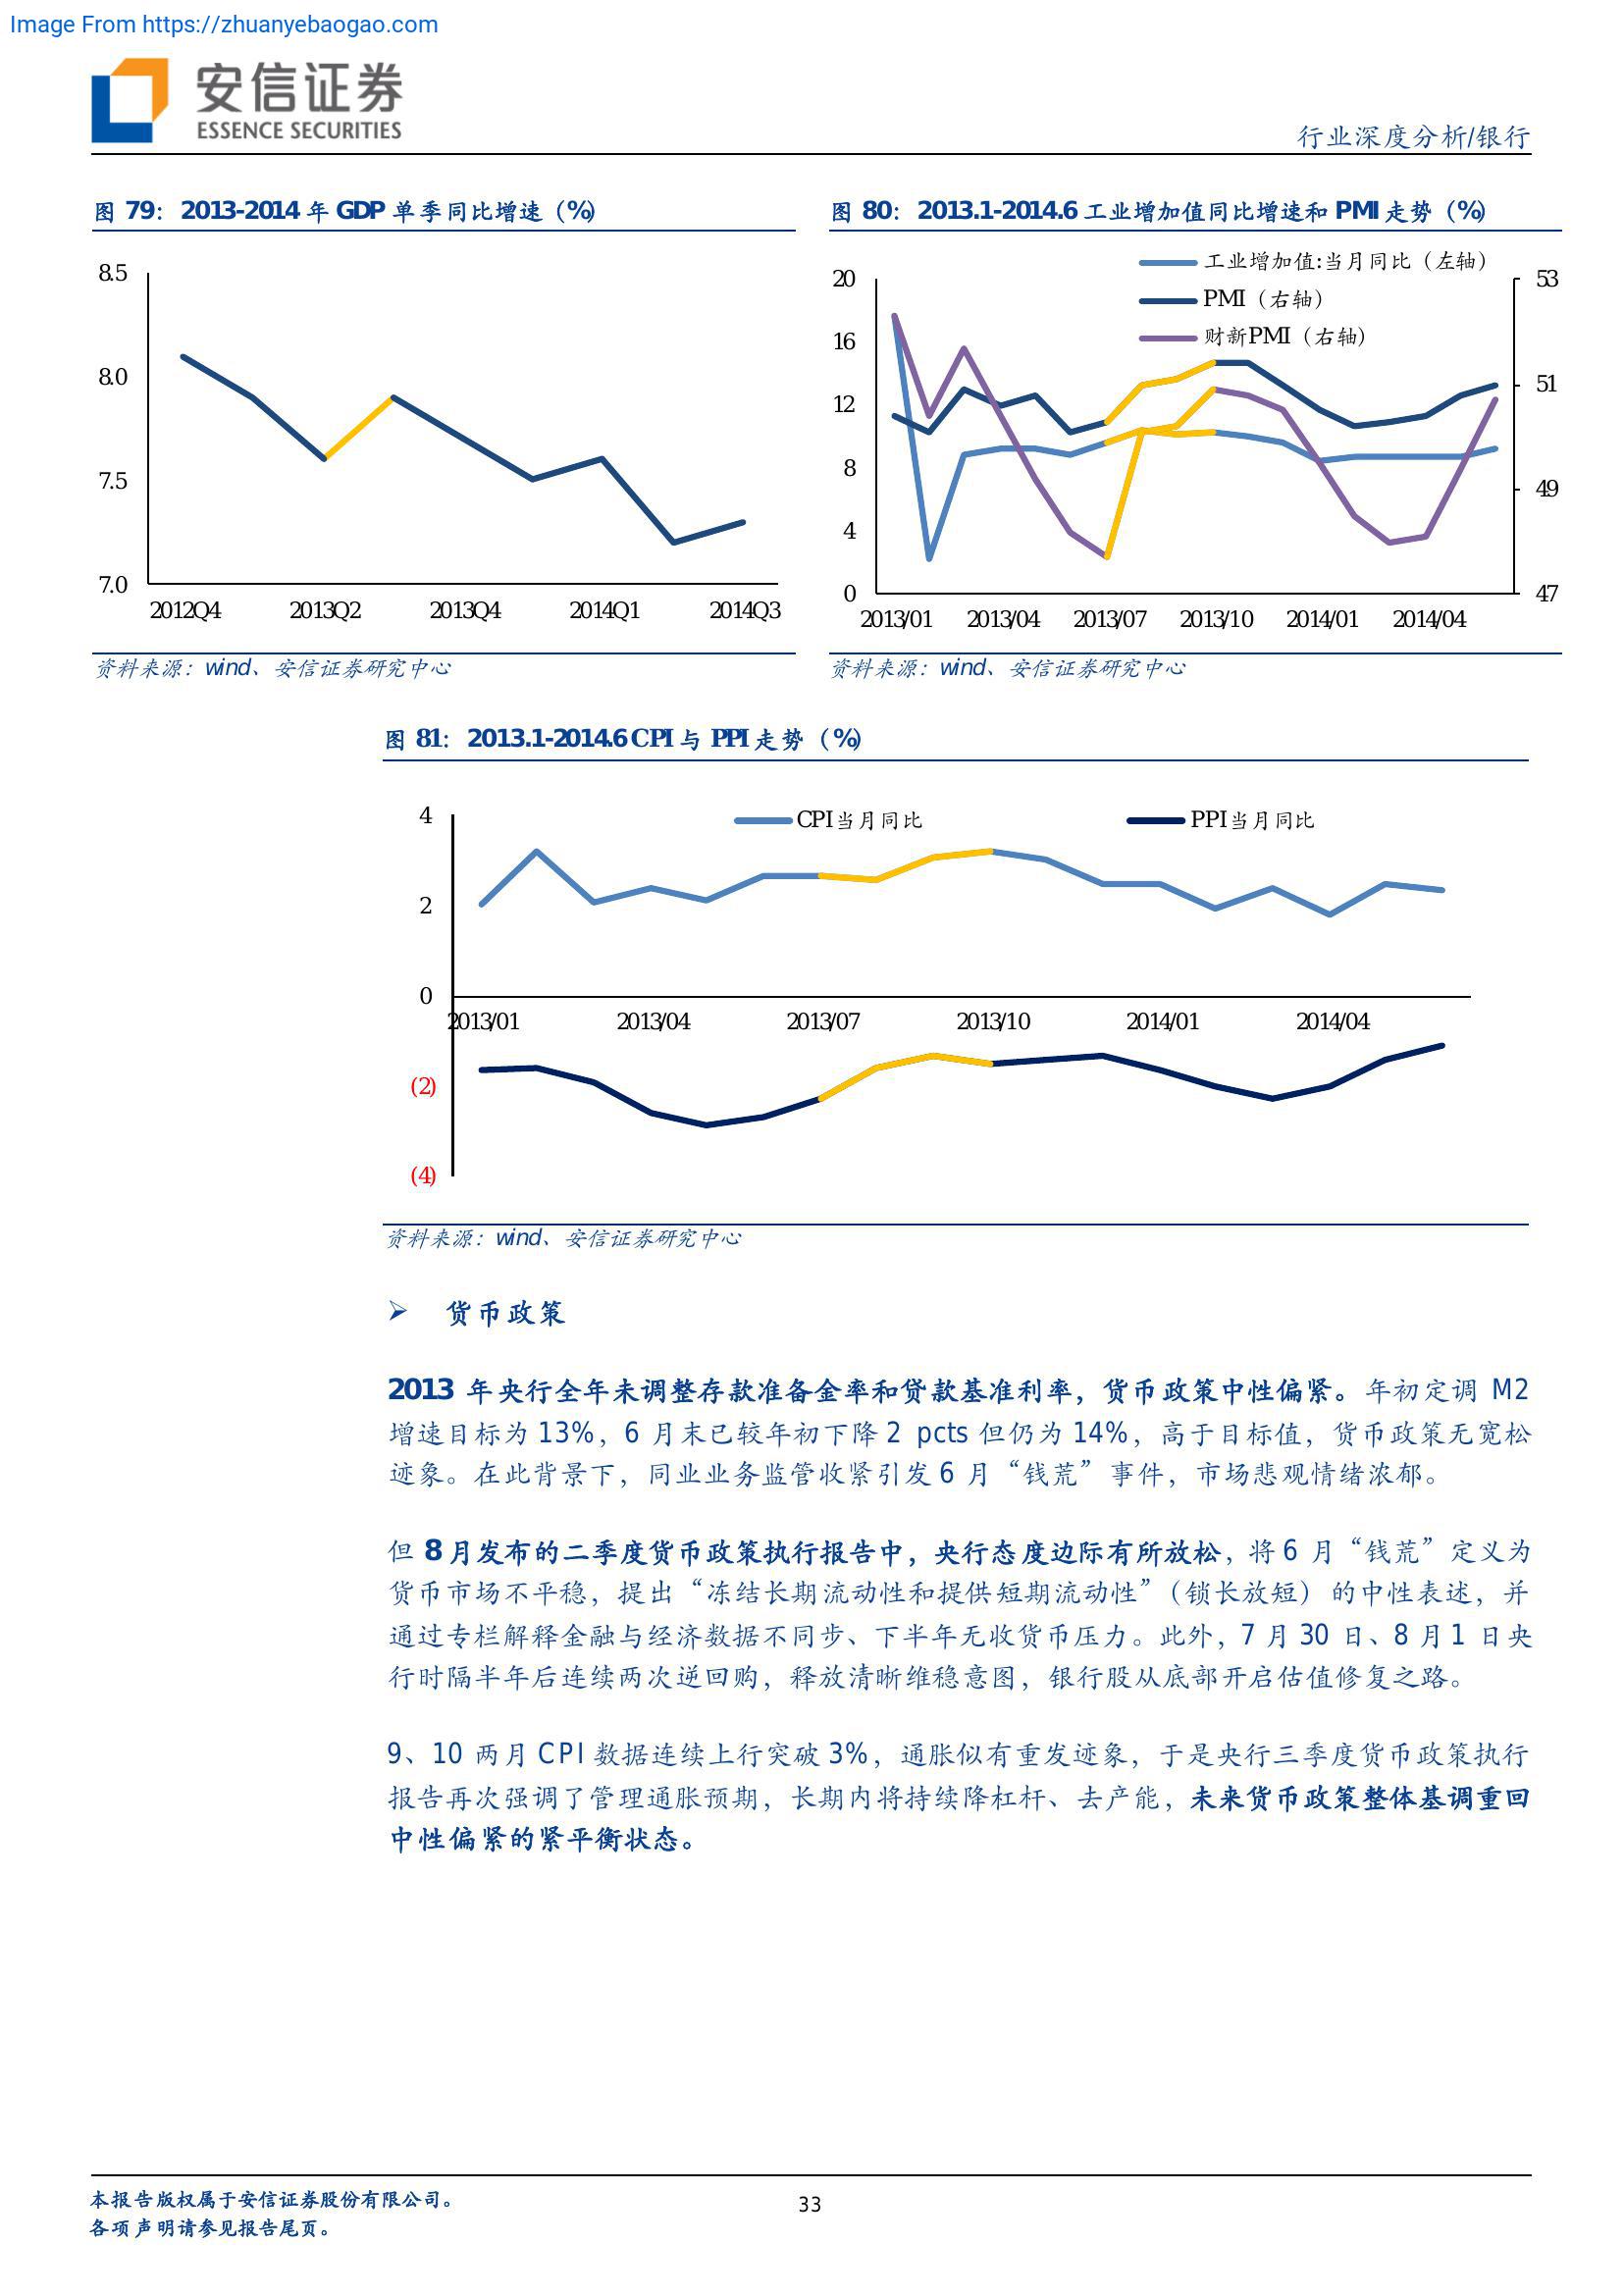 Image From https://zhuanyebaogao.com
安信证券
ESSENCE SECURITIES
行业深度分析/银行
图 79：2013-2014 年 GDP 单季同比增速（%）
8.5
8.0
7.5
7.0
2012Q4 2013Q2 2013Q4 2014Q1 2014Q3
资料来源：wind、安信证券研究中心
图 80：2013.1-2014.6 工业增加值同比增速和 PMI 走势（%）
工业增加值:当月同比（左轴）
PMI（右轴）
财新PMI（右轴）
20
16
12
8
4
0
53
51
49
47
2013/01 2013/04 2013/07 2013/10 2014/01 2014/04
资料来源：wind、安信证券研究中心
图 81：2013.1-2014.6 CPI 与 PPI 走势（%）
CPI当月同比 PPI当月同比
4
2
0
(2)
(4)
2013/01 2013/04 2013/07 2013/10 2014/01 2014/04
资料来源：wind、安信证券研究中心
➢ 货币政策
2013 年央行全年未调整存款准备金率和贷款基准利率，货币政策中性偏紧。年初定调 M2
增速目标为 13%，6 月末已较年初下降 2 pcts 但仍为 14%，高于目标值，货币政策无宽松
迹象。在此背景下，同业业务监管收紧引发 6 月“钱荒”事件，市场悲观情绪浓郁。
但 8 月发布的二季度货币政策执行报告中，央行态度边际有所放松，将 6 月“钱荒”定义为
货币市场不平稳，提出“冻结长期流动性和提供短期流动性”（锁长放短）的中性表述，并
通过专栏解释金融与经济数据不同步、下半年无收货币压力。此外，7 月 30 日、8 月 1 日央
行时隔半年后连续两次逆回购，释放清晰维稳意图，银行股从底部开启估值修复之路。
9、10 两月 CPI 数据连续上行突破 3%，通胀似有重发迹象，于是央行三季度货币政策执行
报告再次强调了管理通胀预期，长期内将持续降杠杆、去产能，未来货币政策整体基调重回
中性偏紧的紧平衡状态。
本报告版权属于安信证券股份有限公司。
各项声明请参见报告尾页。
33